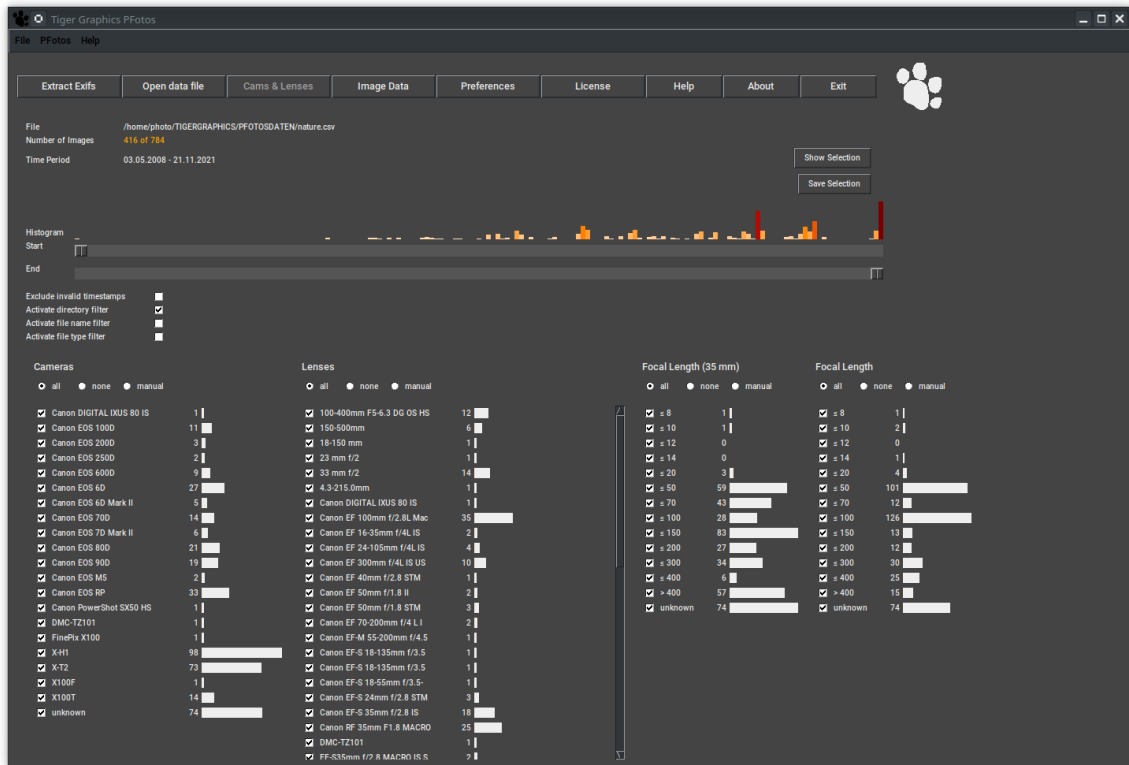 Tiger Graphics PFotos
File PFotos Help
Extract Exifs Open data file Cams & Lenses Image Data Preferences License Help About Exit
File /home/photo/TIGERGRAPHICS/PFOTOSDATEN/nature.csv
Number of Images 416 of 784
Time Period 03.05.2008 - 21.11.2021
Show Selection
Save Selection
Histogram
Start
End
Exclude invalid timestamps
Activate directory filter
Activate file name filter
Activate file type filter
Cameras Lenses Focal Length (35 mm) Focal Length
all none manual all none manual all none manual all none manual
Canon DIGITAL IXUS 80 IS 1 100-400mm F5-6.3 DG OS HS 12 ≤ 8 1 ≤ 8 1
Canon EOS 100D 11 150-500mm 6 ≤ 10 1 ≤ 10 2
Canon EOS 200D 3 18-150 mm 1 ≤ 12 0 ≤ 12 0
Canon EOS 250D 2 23 mm f/2 1 ≤ 14 0 ≤ 14 1
Canon EOS 600D 9 33 mm f/2 14 ≤ 20 3 ≤ 20 4
Canon EOS 6D 27 4.3-215.0mm 1 ≤ 50 59 ≤ 50 101
Canon EOS 6D Mark II 5 Canon DIGITAL IXUS 80 IS 1 ≤ 70 43 ≤ 70 12
Canon EOS 70D 14 Canon EF 100mm f/2.8L Mac 35 ≤ 100 28 ≤ 100 126
Canon EOS 7D Mark II 6 Canon EF 16-35mm f/4L IS 2 ≤ 150 83 ≤ 150 13
Canon EOS 80D 21 Canon EF 24-105mm f/4L IS 4 ≤ 200 27 ≤ 200 12
Canon EOS 90D 19 Canon EF 300mm f/4L IS US 10 ≤ 300 34 ≤ 300 30
Canon EOS M5 2 Canon EF 40mm f/2.8 STM 1 ≤ 400 6 ≤ 400 25
Canon EOS RP 33 Canon EF 50mm f/1.8 II 2 > 400 57 > 400 15
Canon PowerShot SX50 HS 1 Canon EF 50mm f/1.8 STM 3 unknown 74 unknown 74
DMC-TZ101 1 Canon EF 70-200mm f/4 L I 2
FinePix X100 1 Canon EF-M 55-200mm f/4.5 1
X-H1 98 Canon EF-S 18-135mm f/3.5 1
X-T2 73 Canon EF-S 18-135mm f/3.5 1
X100F 1 Canon EF-S 18-55mm f/3.5- 1
X100T 14 Canon EF-S 24mm f/2.8 STM 3
unknown 74 Canon EF-S 35mm f/2.8 IS 18
Canon RF 35mm F1.8 MACRO 25
DMC-TZ101 1
EF-S35mm f/2.8 MACRO IS S 2